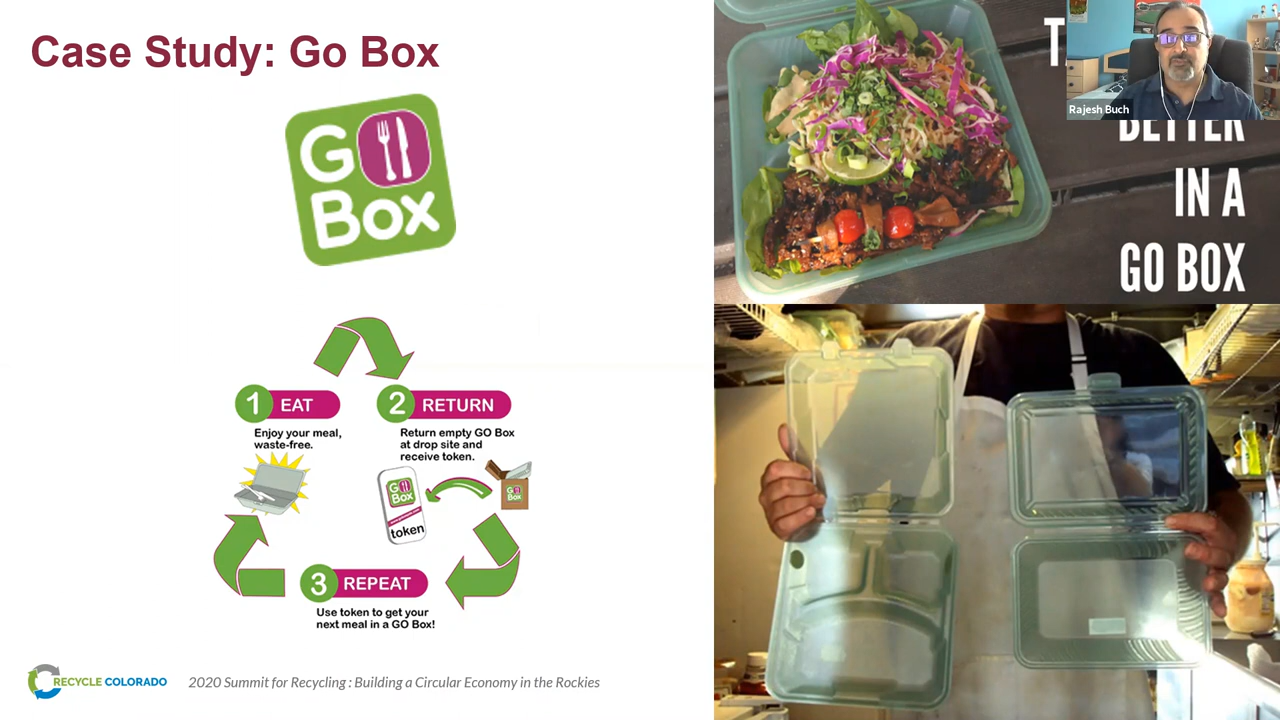 Case Study: Go Box
GO
Box
1 EAT
Enjoy your meal,
waste-free.
2 RETURN
Return empty GO Box
at drop site and
receive token.
GO
Box
token
GO
Box
3 REPEAT
Use token to get your
next meal in a GO Box!
RECYCLE COLORADO
2020 Summit for Recycling : Building a Circular Economy in the Rockies
BETTER
IN A
GO BOX
Rajesh Buch